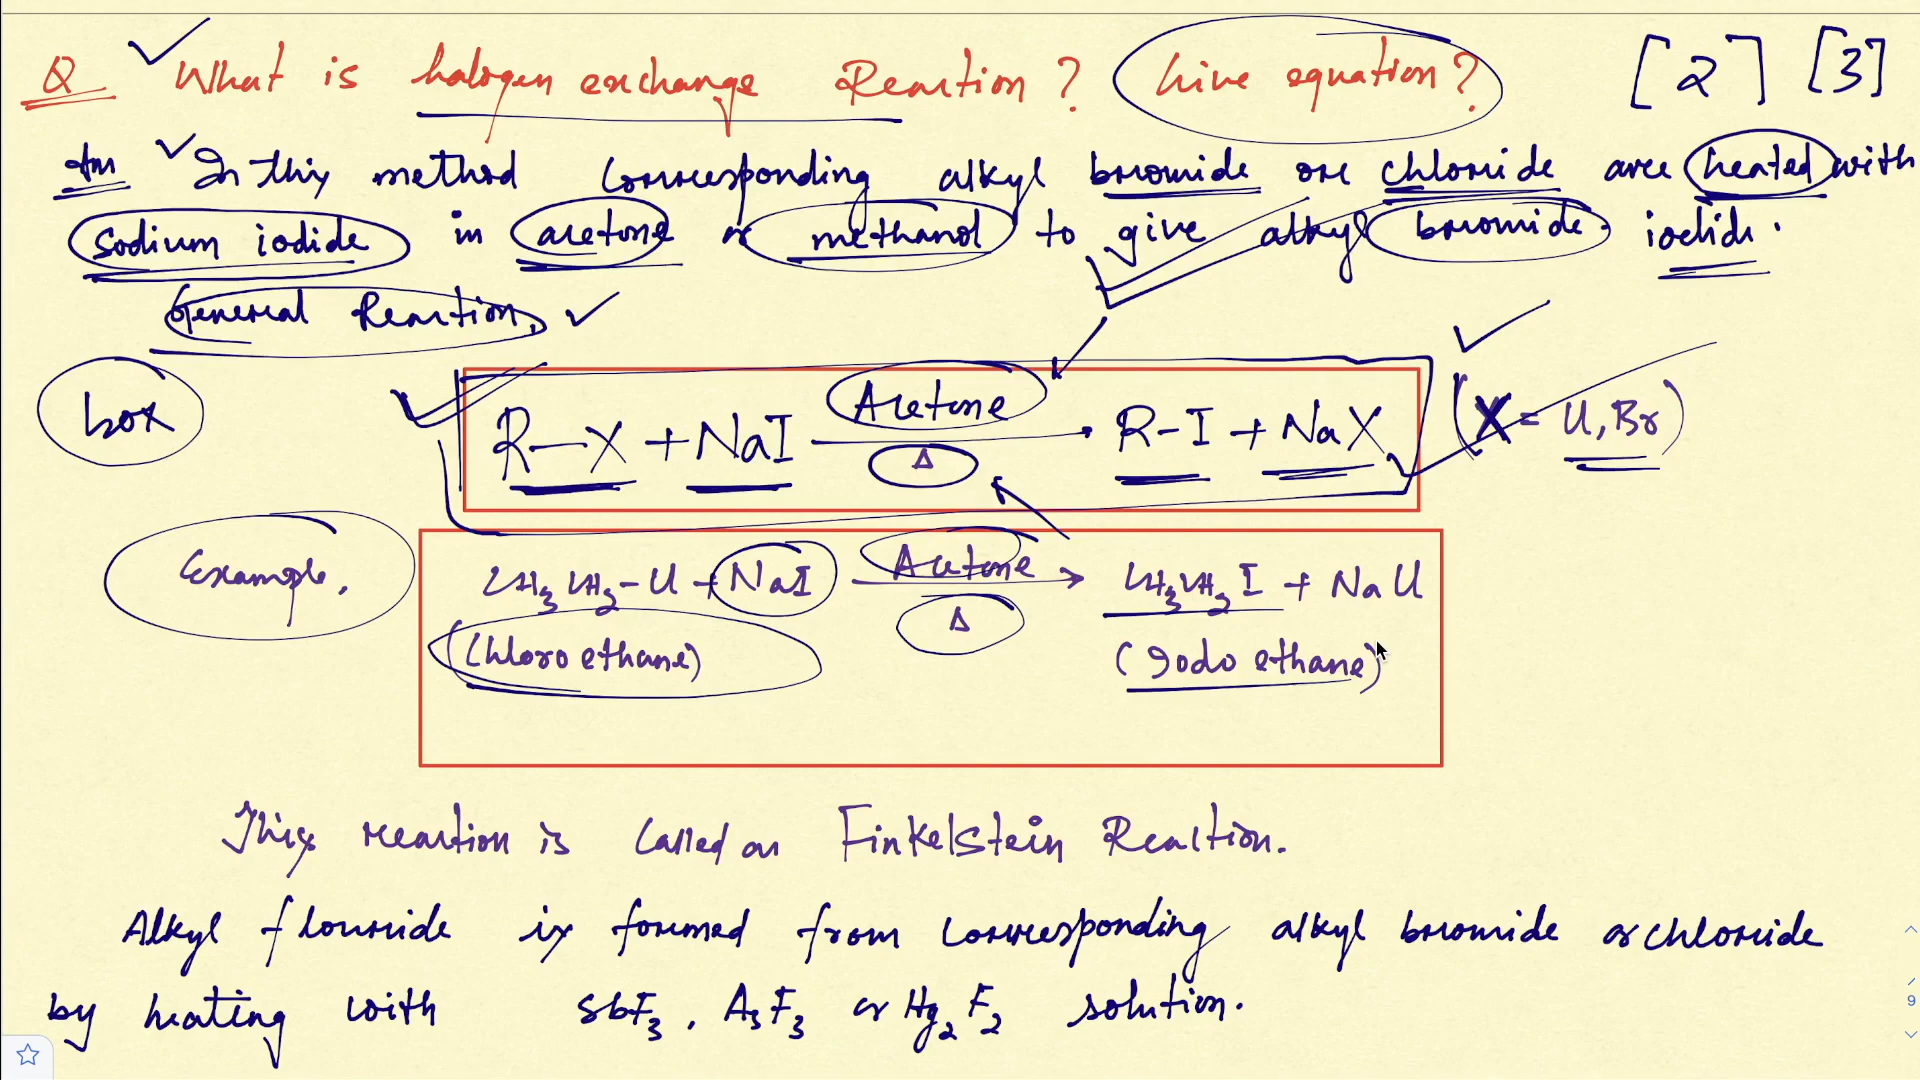 Q What is halogen exchange Reaction? Give equation? [2] [3]
Ans In this method corresponding alkyl bromide or chloride are heated with
sodium iodide in acetone or methanol to give alkyl bromide. iodide.
General Reaction,
box
R-X + NaI Acetone Δ → R-I + NaX (X = Cl, Br)
Example,
CH3CH2-Cl + NaI Acetone Δ → CH3CH2I + NaCl
(Chloro ethane) (Iodo ethane)
This reaction is called as Finkelstein Reaction.
Alkyl flouride is formed from corresponding alkyl bromide or chloride
by heating with SbF3, AsF3 or Hg2F2 solution.
9